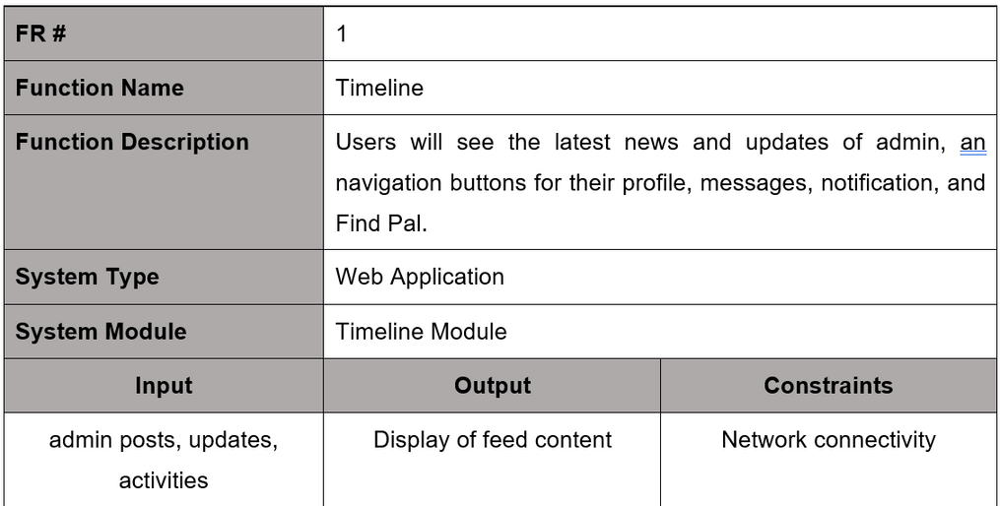 FR # 1
Function Name Timeline
Function Description Users will see the latest news and updates of admin, an
navigation buttons for their profile, messages, notification, and
Find Pal.
System Type Web Application
System Module Timeline Module
Input Output Constraints
admin posts, updates, Display of feed content Network connectivity
activities